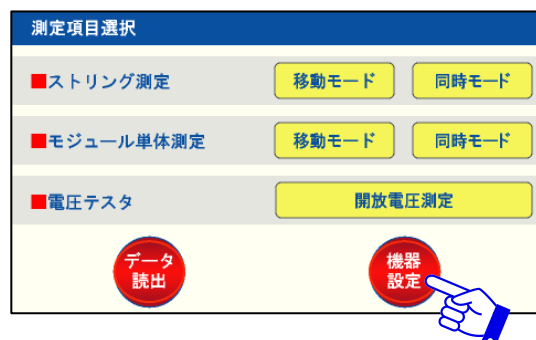 測定項目選択
■ストリング測定 移動モード 同時モード
■モジュール単体測定 移動モード 同時モード
■電圧テスタ 開放電圧測定
データ
読出
機器
設定